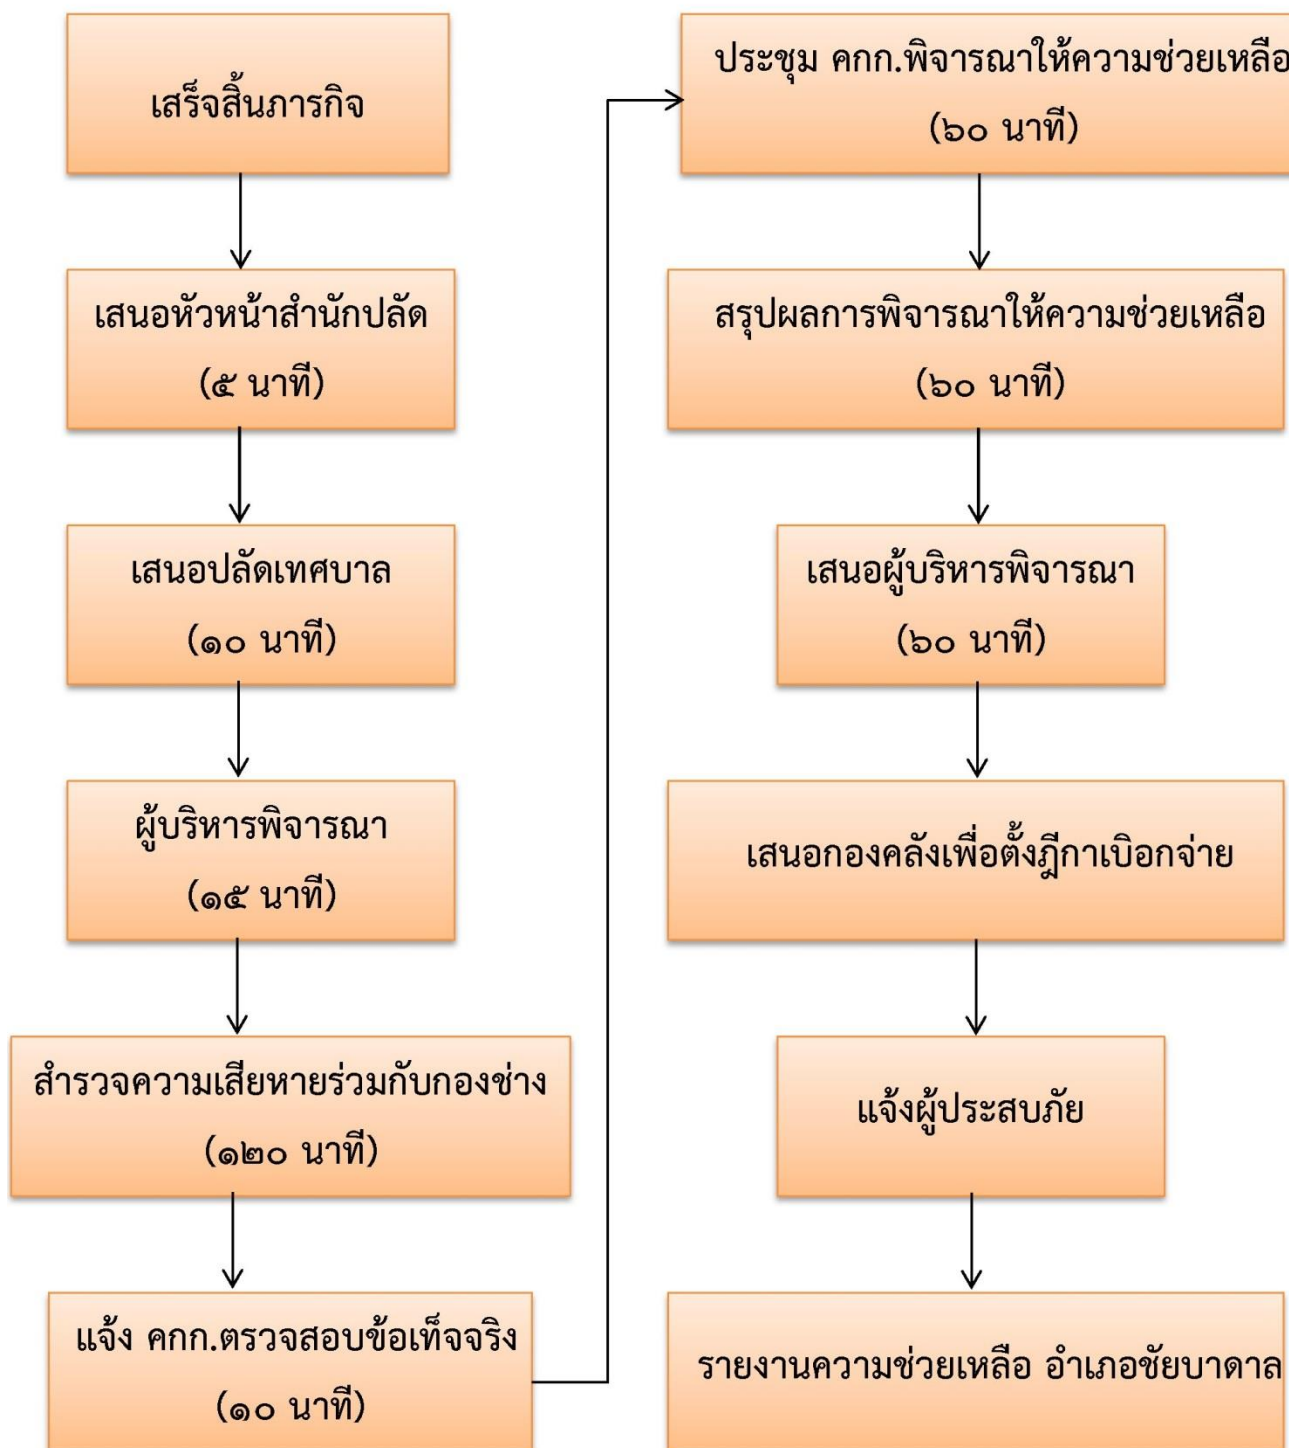 เสร็จสิ้นภารกิจ
เสนอหัวหน้าสำนักปลัด
(๕ นาที)
เสนอปลัดเทศบาล
(๑๐ นาที)
ผู้บริหารพิจารณา
(๑๕ นาที)
สำรวจความเสียหายร่วมกับกองช่าง
(๑๒๐ นาที)
แจ้ง คกก.ตรวจสอบข้อเท็จจริง
(๑๐ นาที)
ประชุม คกก.พิจารณาให้ความช่วยเหลือ
(๖๐ นาที)
สรุปผลการพิจารณาให้ความช่วยเหลือ
(๖๐ นาที)
เสนอผู้บริหารพิจารณา
(๖๐ นาที)
เสนอกองคลังเพื่อตั้งฎีกาเบิอกจ่าย
แจ้งผู้ประสบภัย
รายงานความช่วยเหลือ อำเภอชัยบาดาล